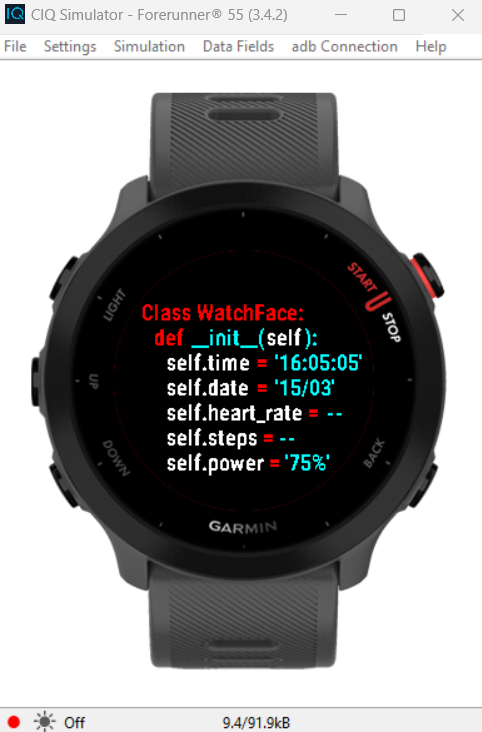 CIQ Simulator - Forerunner® 55 (3.4.2)
File Settings Simulation Data Fields adb Connection Help
START
STOP
LIGHT
Class WatchFace:
def __init__(self):
self.time = '16:05:05'
self.date = '15/03'
self.heart_rate = --
self.steps = --
self.power = '75%'
UP
DOWN
BACK
GARMIN
Off 9.4/91.9kB